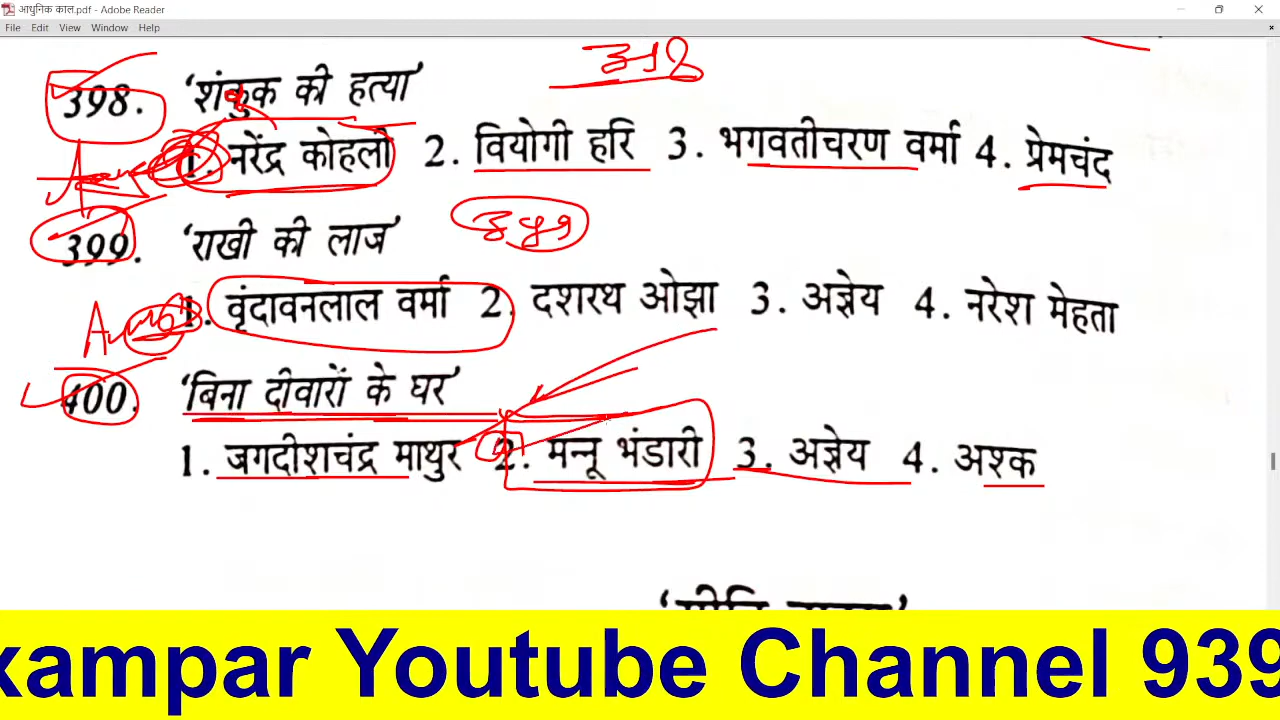 आधुनिक काल.pdf - Adobe Reader
File Edit View Window Help
398. 'शंकुक की हत्या'
1. नरेंद्र कोहली 2. वियोगी हरि 3. भगवतीचरण वर्मा 4. प्रेमचंद
399. 'राखी की लाज'
1. वृंदावनलाल वर्मा 2. दशरथ ओझा 3. अज्ञेय 4. नरेश मेहता
400. 'बिना दीवारों के घर'
1. जगदीशचंद्र माथुर 2. मन्नू भंडारी 3. अज्ञेय 4. अश्क
xampar Youtube Channel 939